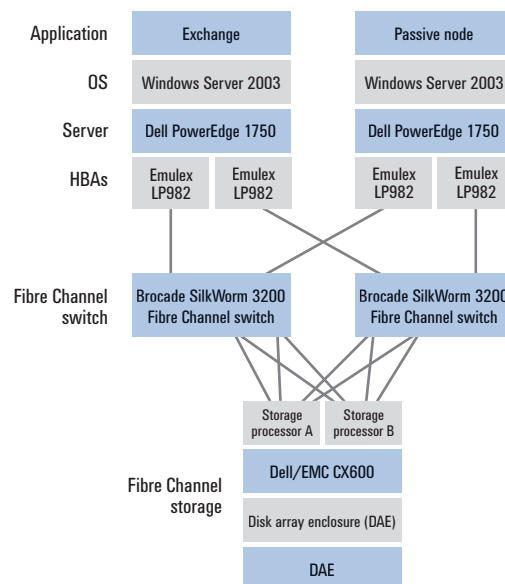 Application
Exchange
Passive node
OS
Windows Server 2003
Windows Server 2003
Server
Dell PowerEdge 1750
Dell PowerEdge 1750
HBAs
Emulex
LP982
Emulex
LP982
Emulex
LP982
Emulex
LP982
Fibre Channel
switch
Brocade SilkWorm 3200
Fibre Channel switch
Brocade SilkWorm 3200
Fibre Channel switch
Storage
processor A
Storage
processor B
Fibre Channel
storage
Dell/EMC CX600
Disk array enclosure (DAE)
DAE